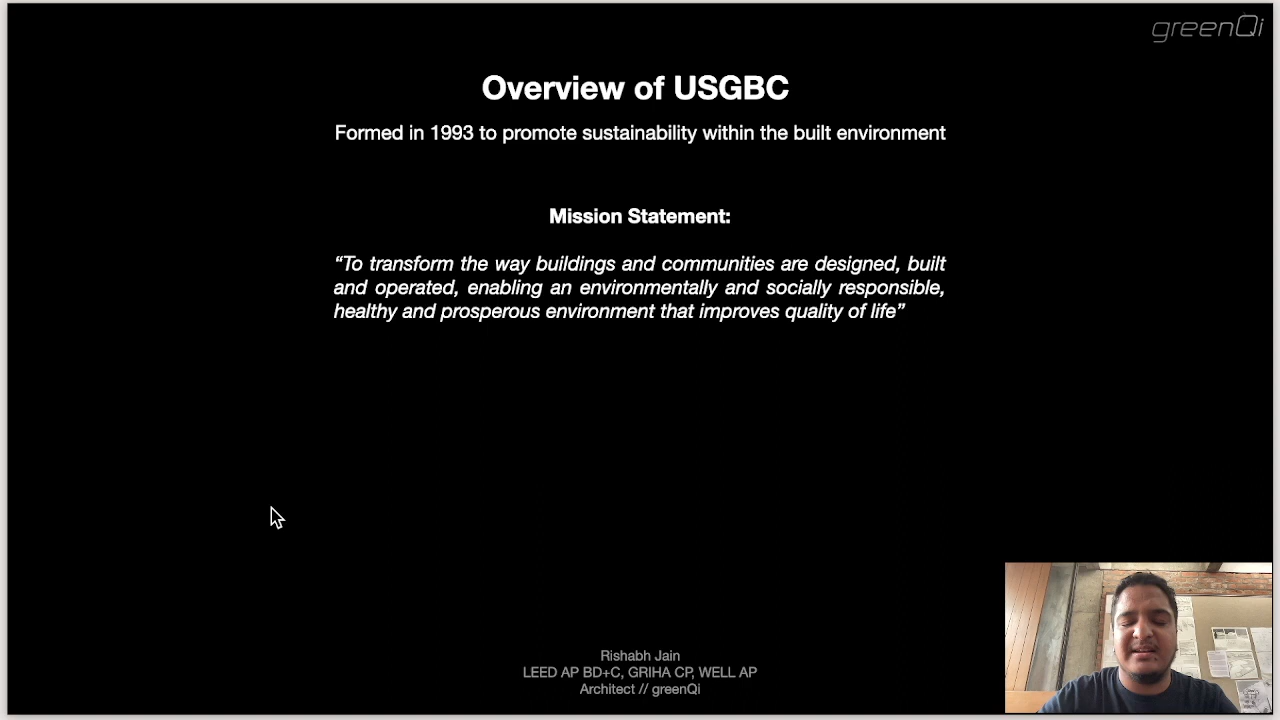 greenQi
Overview of USGBC
Formed in 1993 to promote sustainability within the built environment
Mission Statement:
“To transform the way buildings and communities are designed, built
and operated, enabling an environmentally and socially responsible,
healthy and prosperous environment that improves quality of life”
Rishabh Jain
LEED AP BD+C, GRIHA CP, WELL AP
Architect // greenQi